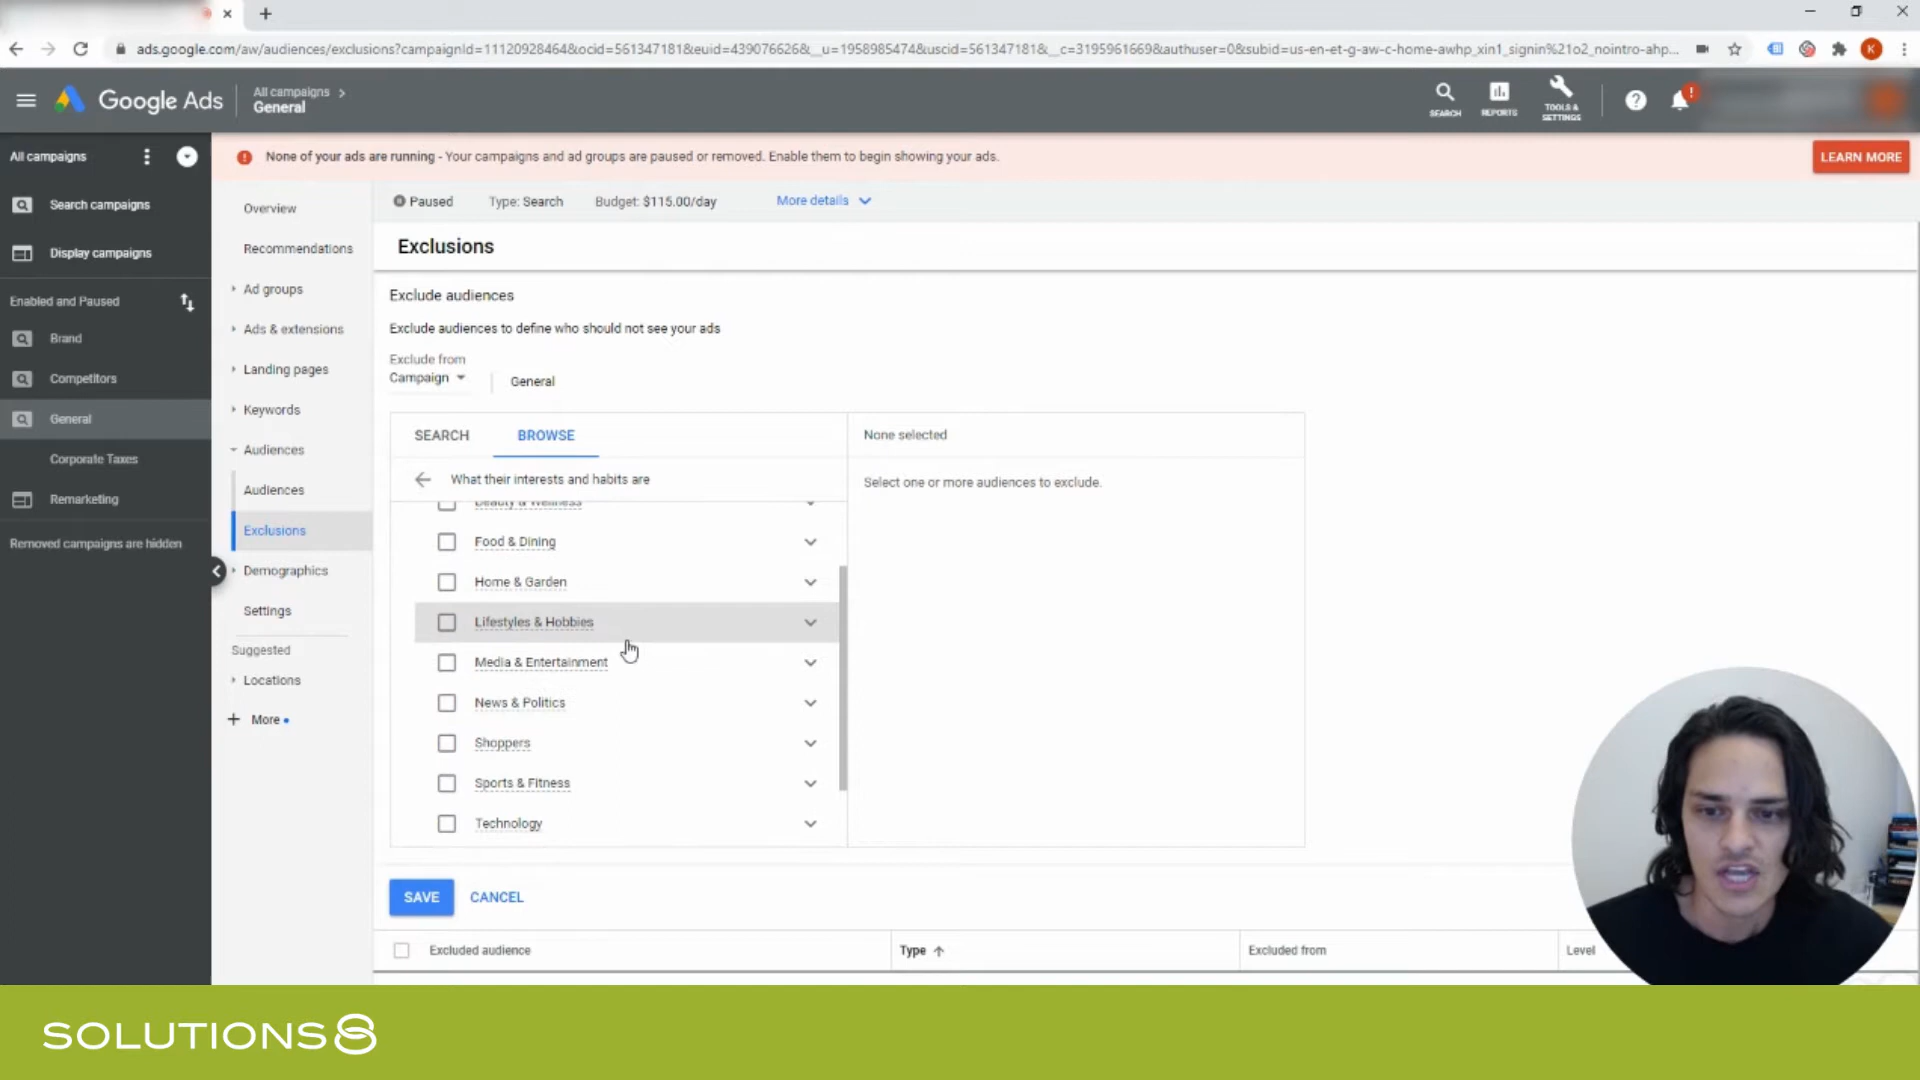 ads.google.com/aw/audiences/exclusions?campaignId=11120928464&ocid=561347181&euid=439076626&__u=1958985474&uscid=561347181&__c=3195961669&authuser=0&subid=us-en-et-g-aw-c-home-awhp_xin1_signin%21o2_nointro-ahp...
K
Google Ads
All campaigns
General
SEARCH
REPORTS
TOOLS & SETTINGS
All campaigns
None of your ads are running - Your campaigns and ad groups are paused or removed. Enable them to begin showing your ads.
LEARN MORE
Search campaigns
Display campaigns
Enabled and Paused
Brand
Competitors
General
Corporate Taxes
Remarketing
Removed campaigns are hidden
Overview
Recommendations
Ad groups
Ads & extensions
Landing pages
Keywords
Audiences
Audiences
Exclusions
Demographics
Settings
Suggested
Locations
+ More
Paused
Type: Search
Budget: $115.00/day
More details
Exclusions
Exclude audiences
Exclude audiences to define who should not see your ads
Exclude from
Campaign
General
SEARCH
BROWSE
None selected
What their interests and habits are
Select one or more audiences to exclude.
Beauty & Wellness
Food & Dining
Home & Garden
Lifestyles & Hobbies
Media & Entertainment
News & Politics
Shoppers
Sports & Fitness
Technology
SAVE
CANCEL
Excluded audience
Type
Excluded from
Level
SOLUTIONS8